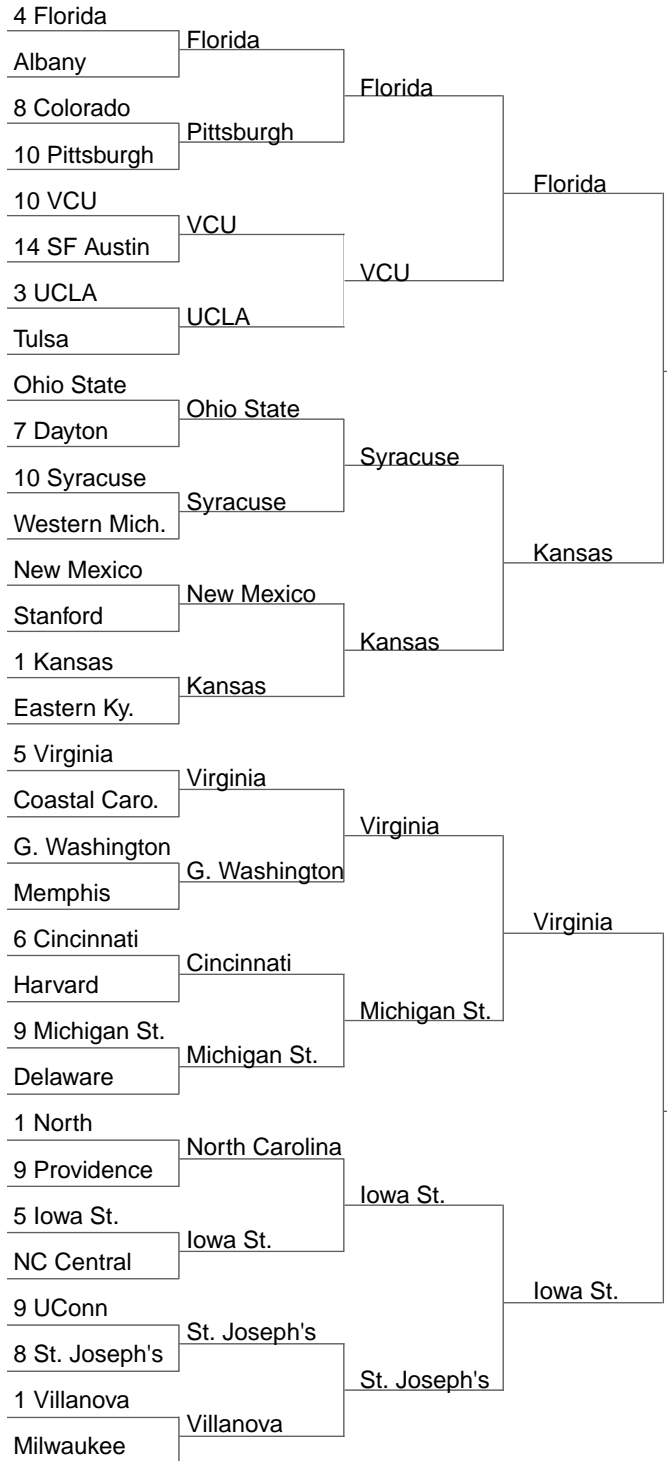 4 Florida
Albany
8 Colorado
10 Pittsburgh
10 VCU
14 SF Austin
3 UCLA
Tulsa
Ohio State
7 Dayton
10 Syracuse
Western Mich.
New Mexico
Stanford
1 Kansas
Eastern Ky.
5 Virginia
Coastal Caro.
G. Washington
Memphis
6 Cincinnati
Harvard
9 Michigan St.
Delaware
1 North
9 Providence
5 Iowa St.
NC Central
9 UConn
8 St. Joseph's
1 Villanova
Milwaukee
Florida
Pittsburgh
VCU
UCLA
Ohio State
Syracuse
New Mexico
Kansas
Virginia
G. Washington
Cincinnati
Michigan St.
North Carolina
Iowa St.
St. Joseph's
Villanova
Florida
VCU
Syracuse
Kansas
Virginia
Michigan St.
Iowa St.
St. Joseph's
Florida
Kansas
Virginia
Iowa St.